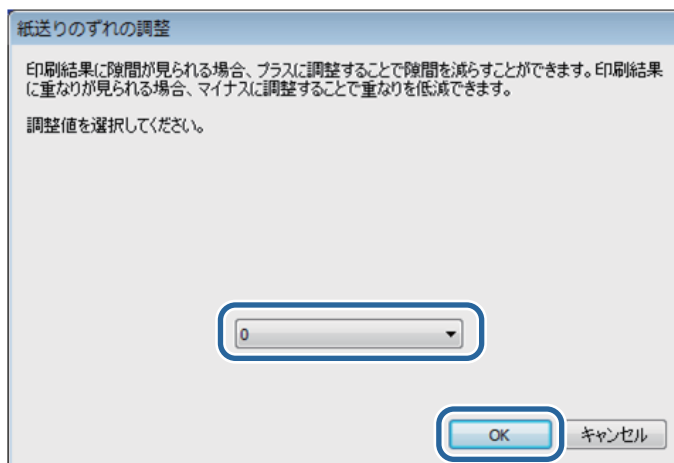 紙送りのずれの調整
印刷結果に隙間が見られる場合、プラスに調整することで隙間を減らすことができます。印刷結果
に重なりが見られる場合、マイナスに調整することで重なりを低減できます。
調整値を選択してください。
0
OK キャンセル